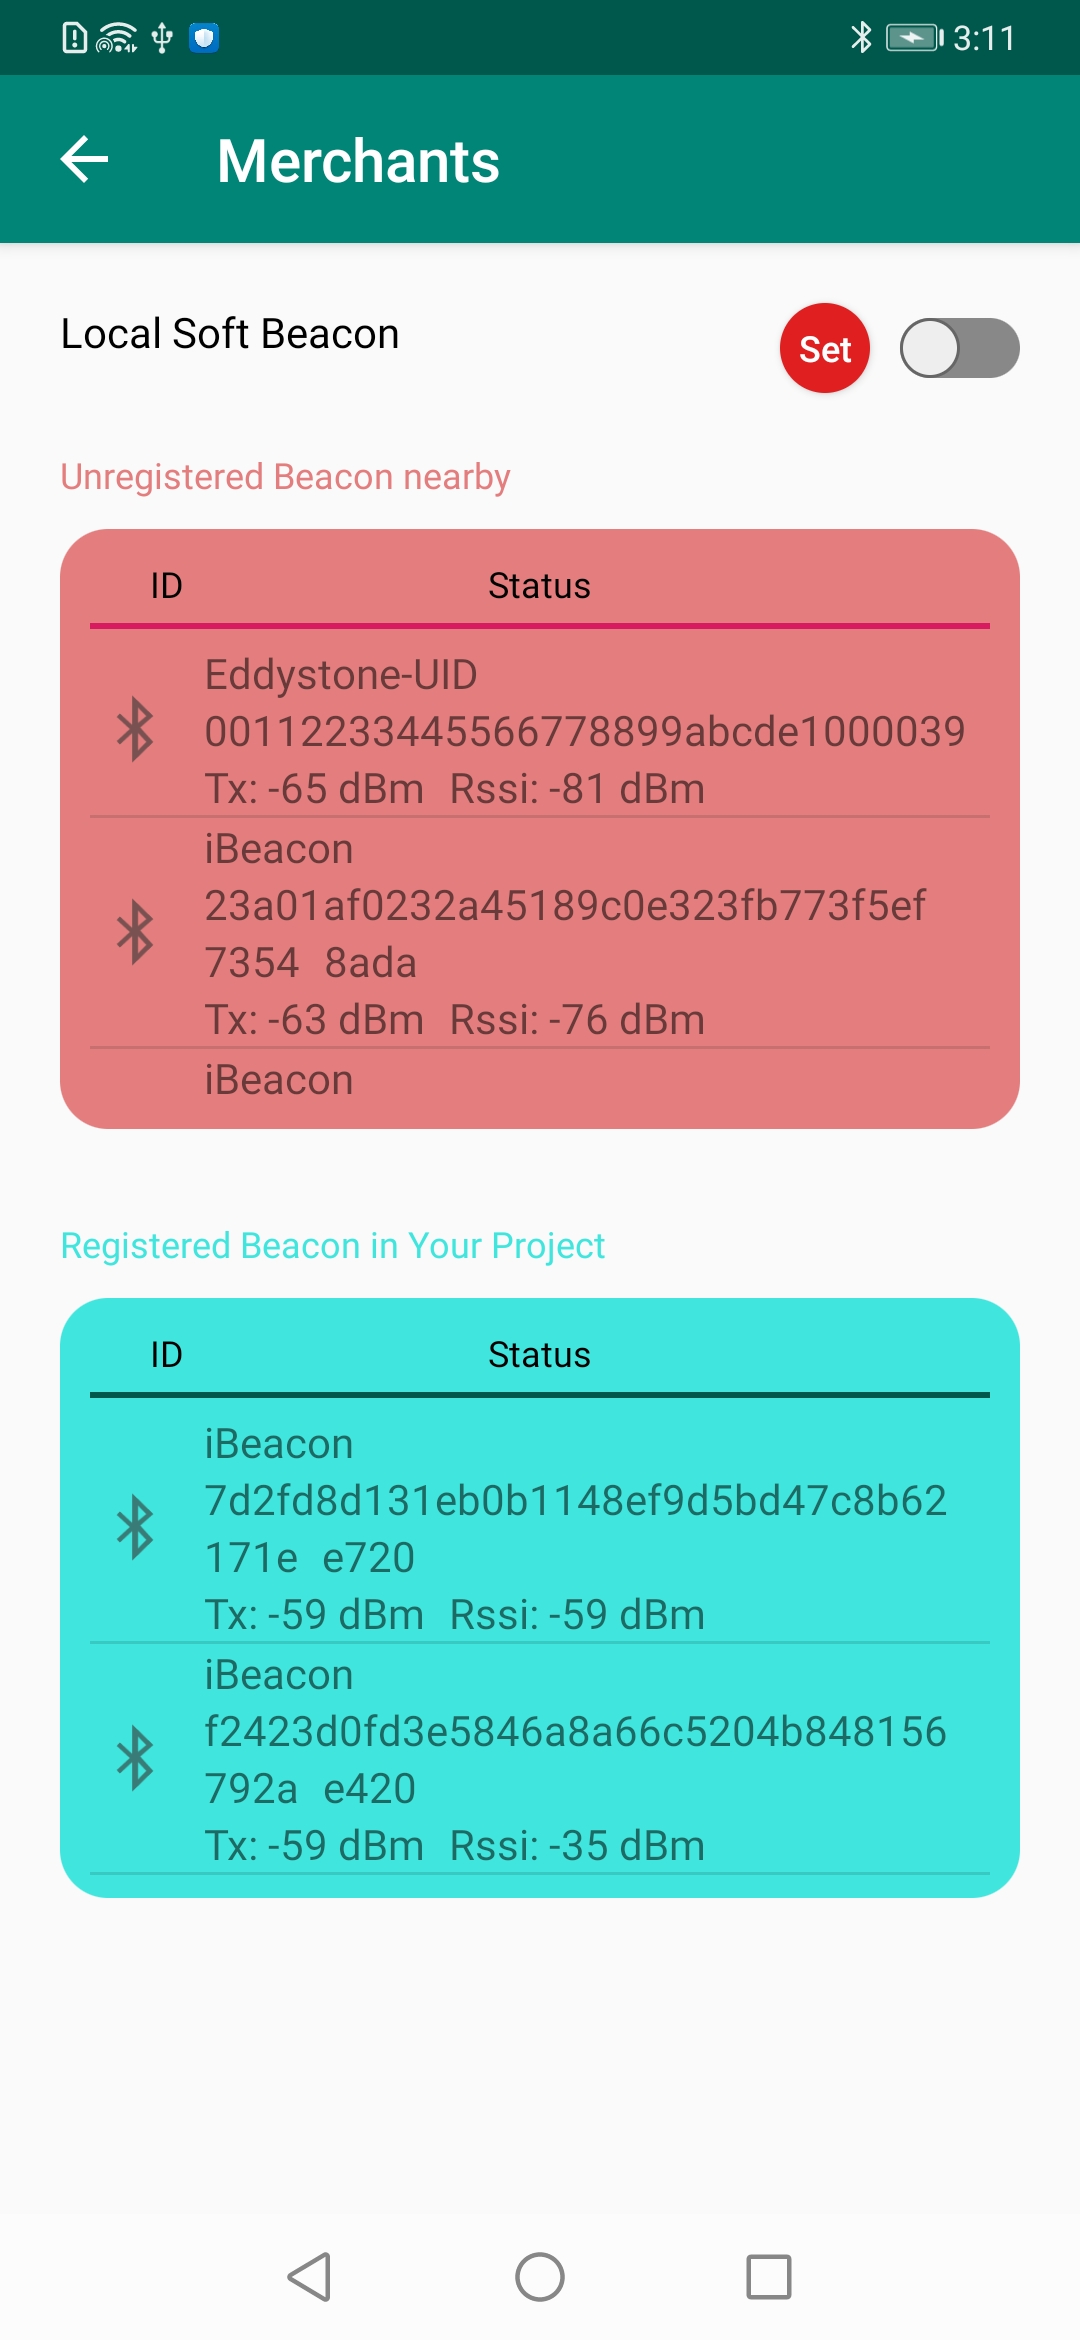 3:11
Merchants
Local Soft Beacon
Set
Unregistered Beacon nearby
ID Status
Eddystone-UID
00112233445566778899abcde1000039
Tx: -65 dBm Rssi: -81 dBm
iBeacon
23a01af0232a45189c0e323fb773f5ef
7354 8ada
Tx: -63 dBm Rssi: -76 dBm
iBeacon
Registered Beacon in Your Project
ID Status
iBeacon
7d2fd8d131eb0b1148ef9d5bd47c8b62
171e e720
Tx: -59 dBm Rssi: -59 dBm
iBeacon
f2423d0fd3e5846a8a66c5204b848156
792a e420
Tx: -59 dBm Rssi: -35 dBm